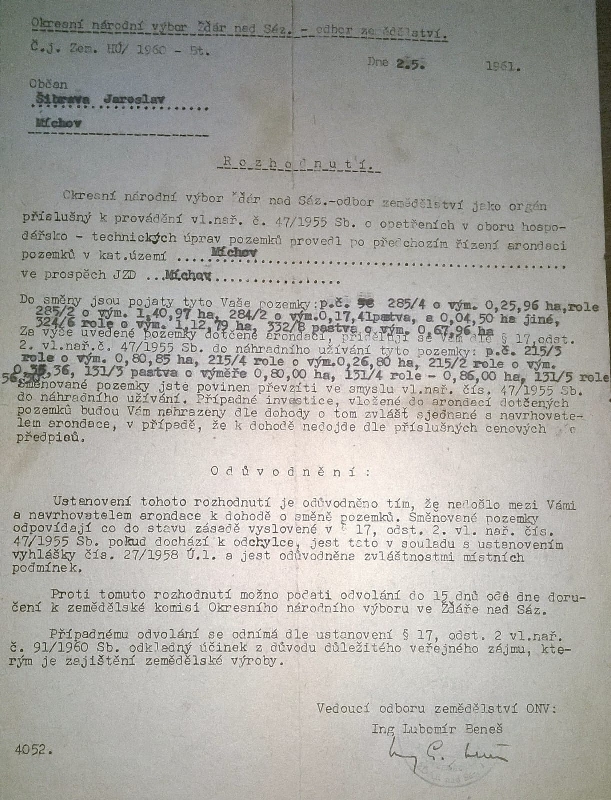 Okresní národní výbor Žďár nad Sáz. - odbor zemědělství.
Č.j. Zem. HÚ/ 1960 - Št.
Dne 2.5. 1961.
Občan
Šibrava Jaroslav
Míchov
Rozhodnutí.
Okresní národní výbor Žďár nad Sáz.-odbor zemědělství jako orgán
příslušný k provádění vl.nař. č. 47/1955 Sb. o opatřeních v oboru hospo-
dářsko - technických úprav pozemků provedl po předchozím řízení arondaci
pozemků v kat.území ....Míchov....
ve prospěch JZD ...Míchov....
Do směny jsou pojaty tyto Vaše pozemky:p.č. 285/4 o vým. 0,25,96 ha,role
285/2 o vým. 1,40,97 ha, 284/2 o vým.0,17,41pastva, a 0,04,50 ha jiné,
324/6 role o vým. 1,12,79 ha, 332/8 pastva o vým. 0,67,96 ha
Za výše uvedené pozemky dotčené arondací, přidělují se Vám dle § 17,odst.
2. vl.nař.č. 47/1955 Sb. do náhradního užívání tyto pozemky: p.č. 215/3
role o vým. 0,80,85 ha, 215/4 role o vým.0,26,80 ha, 215/2 role o vým.
36, 131/3 pastva o výměře 0,80,00 ha, 131/4 role - 0,86,00 ha, 131/5 role
Směnované pozemky jste povinen převzíti ve smyslu vl.nař. čís. 47/1955 Sb.
do náhradního užívání. Případné investice, vložené do arondací dotčených
pozemků budou Vám nahrazeny dle dohody o tom zvlášt sjednané s navrhovate-
lem arondace, v případě, že k dohodě nedojde dle příslušných cenových
předpisů.
Odůvodnění:
Ustanovení tohoto rozhodnutí je odůvodněno tím, že nedošlo mezi Vámi
a navrhovatelem arondace k dohodě o směně pozemků. Směnované pozemky
odpovídají co do stavu zásadě vyslovené v § 17, odst. 2. vl. nař. čís.
47/1955 Sb. pokud dochází k odchylce, jest tato v souladu s ustanovením
vyhlášky čís. 27/1958 Ú.l. a jest odůvodněna zvláštnostmi místních
podmínek.
Proti tomuto rozhodnutí možno podati odvolání do 15 dnů ode dne doru-
čení k zemědělské komisi Okresního národního výboru ve Žďáře nad Sáz.
Případnému odvolání se odnímá dle ustanovení § 17, odst. 2 vl.nař.
č. 91/1960 Sb. odkladný účinek z důvodu důležitého veřejného zájmu, kte-
rým je zajištění zemědělské výroby.
Vedoucí odboru zemědělství ONV:
Ing Lubomír Beneš
4052.